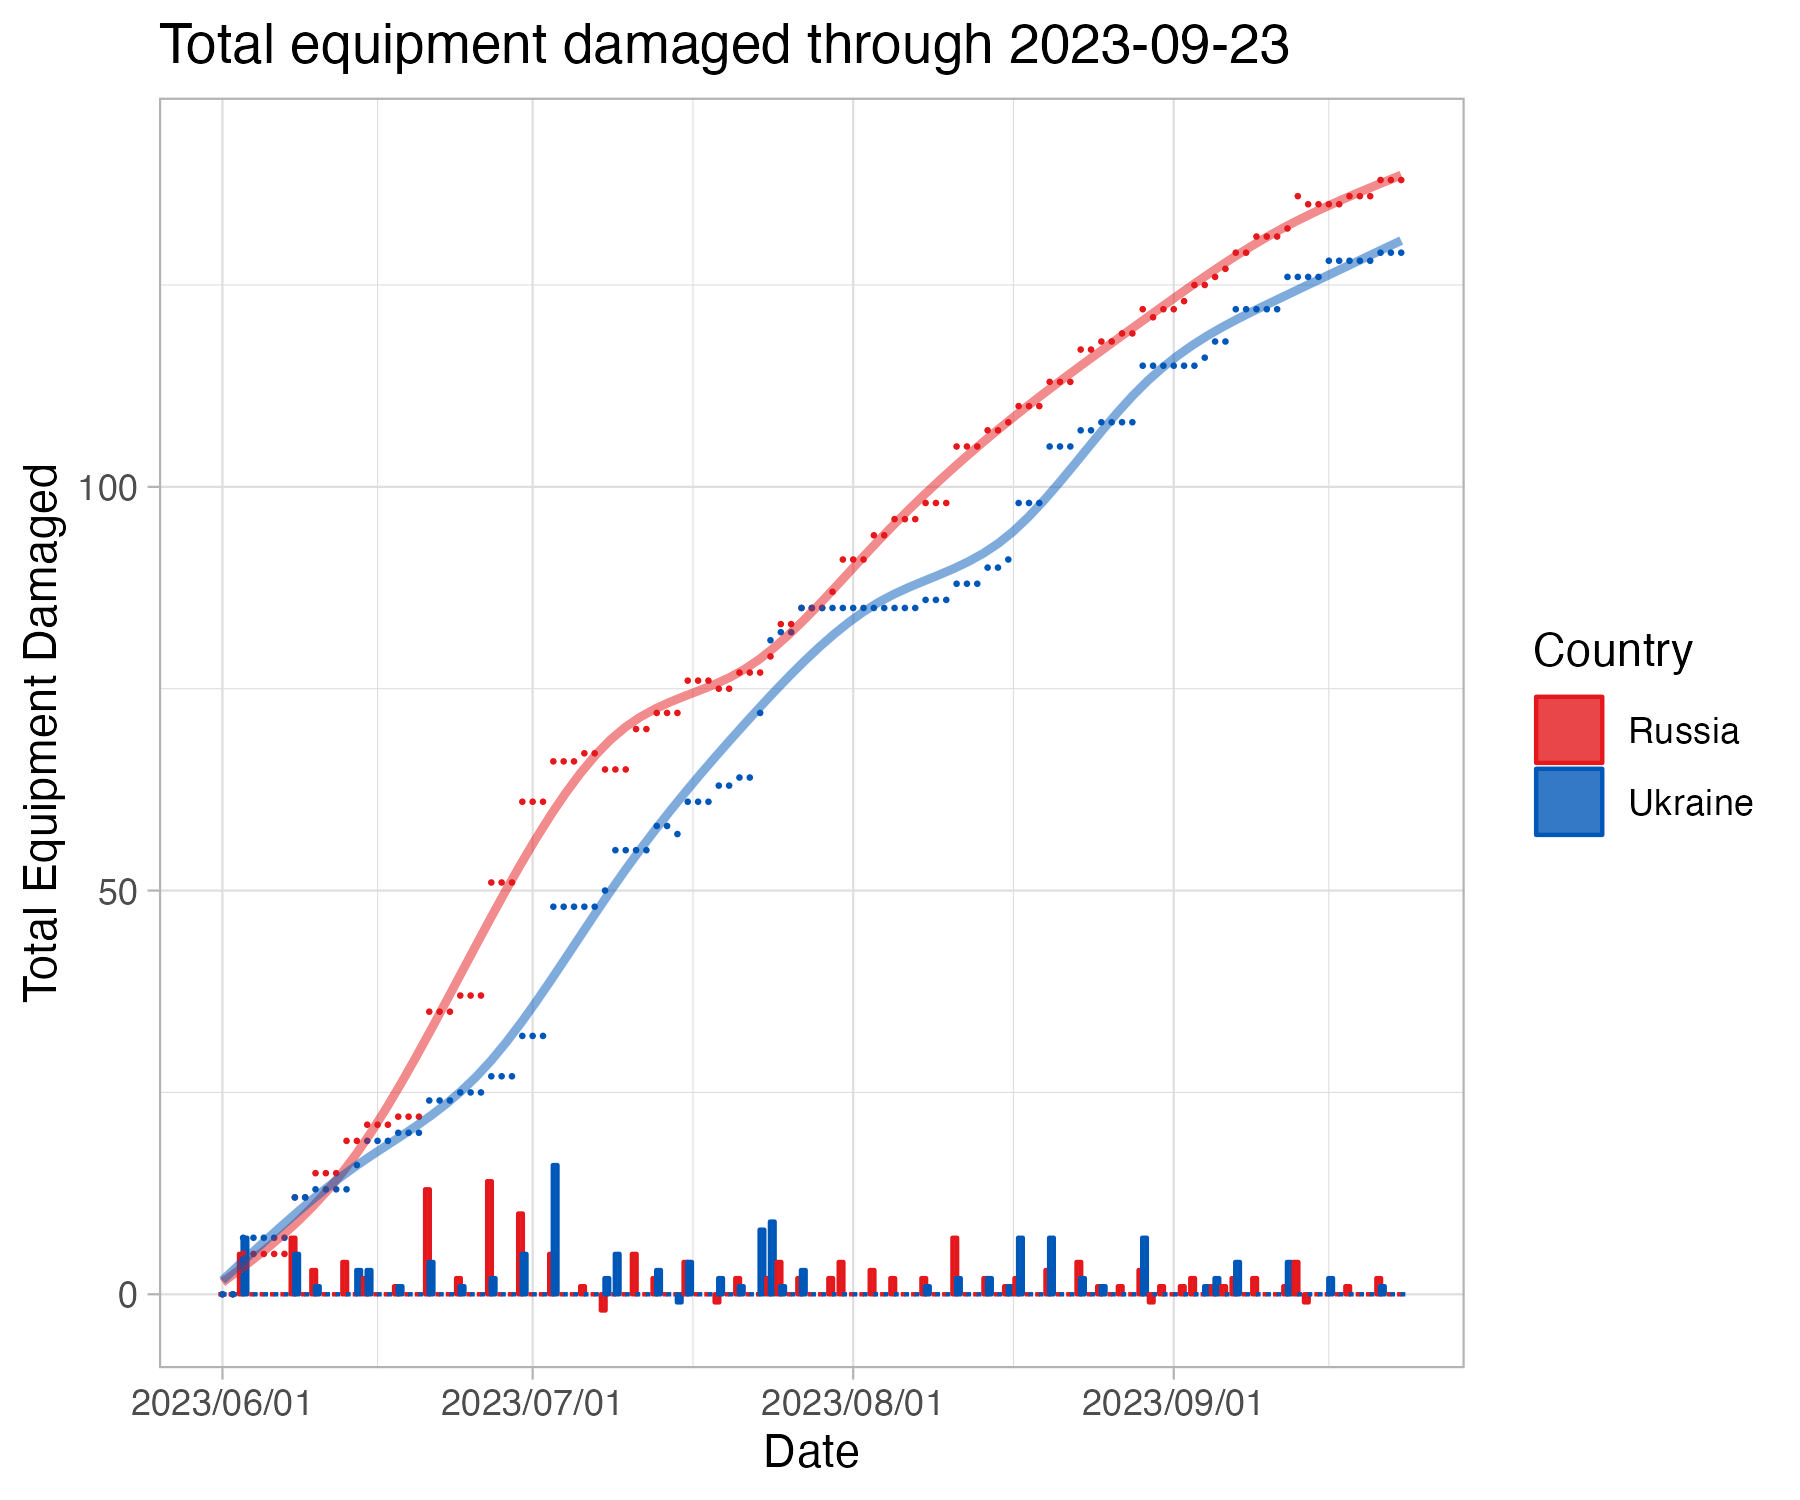 Total equipment damaged through 2023-09-23
Total Equipment Damaged
100
50
0
2023/06/01
2023/07/01
2023/08/01
2023/09/01
Date
Country
Russia
Ukraine